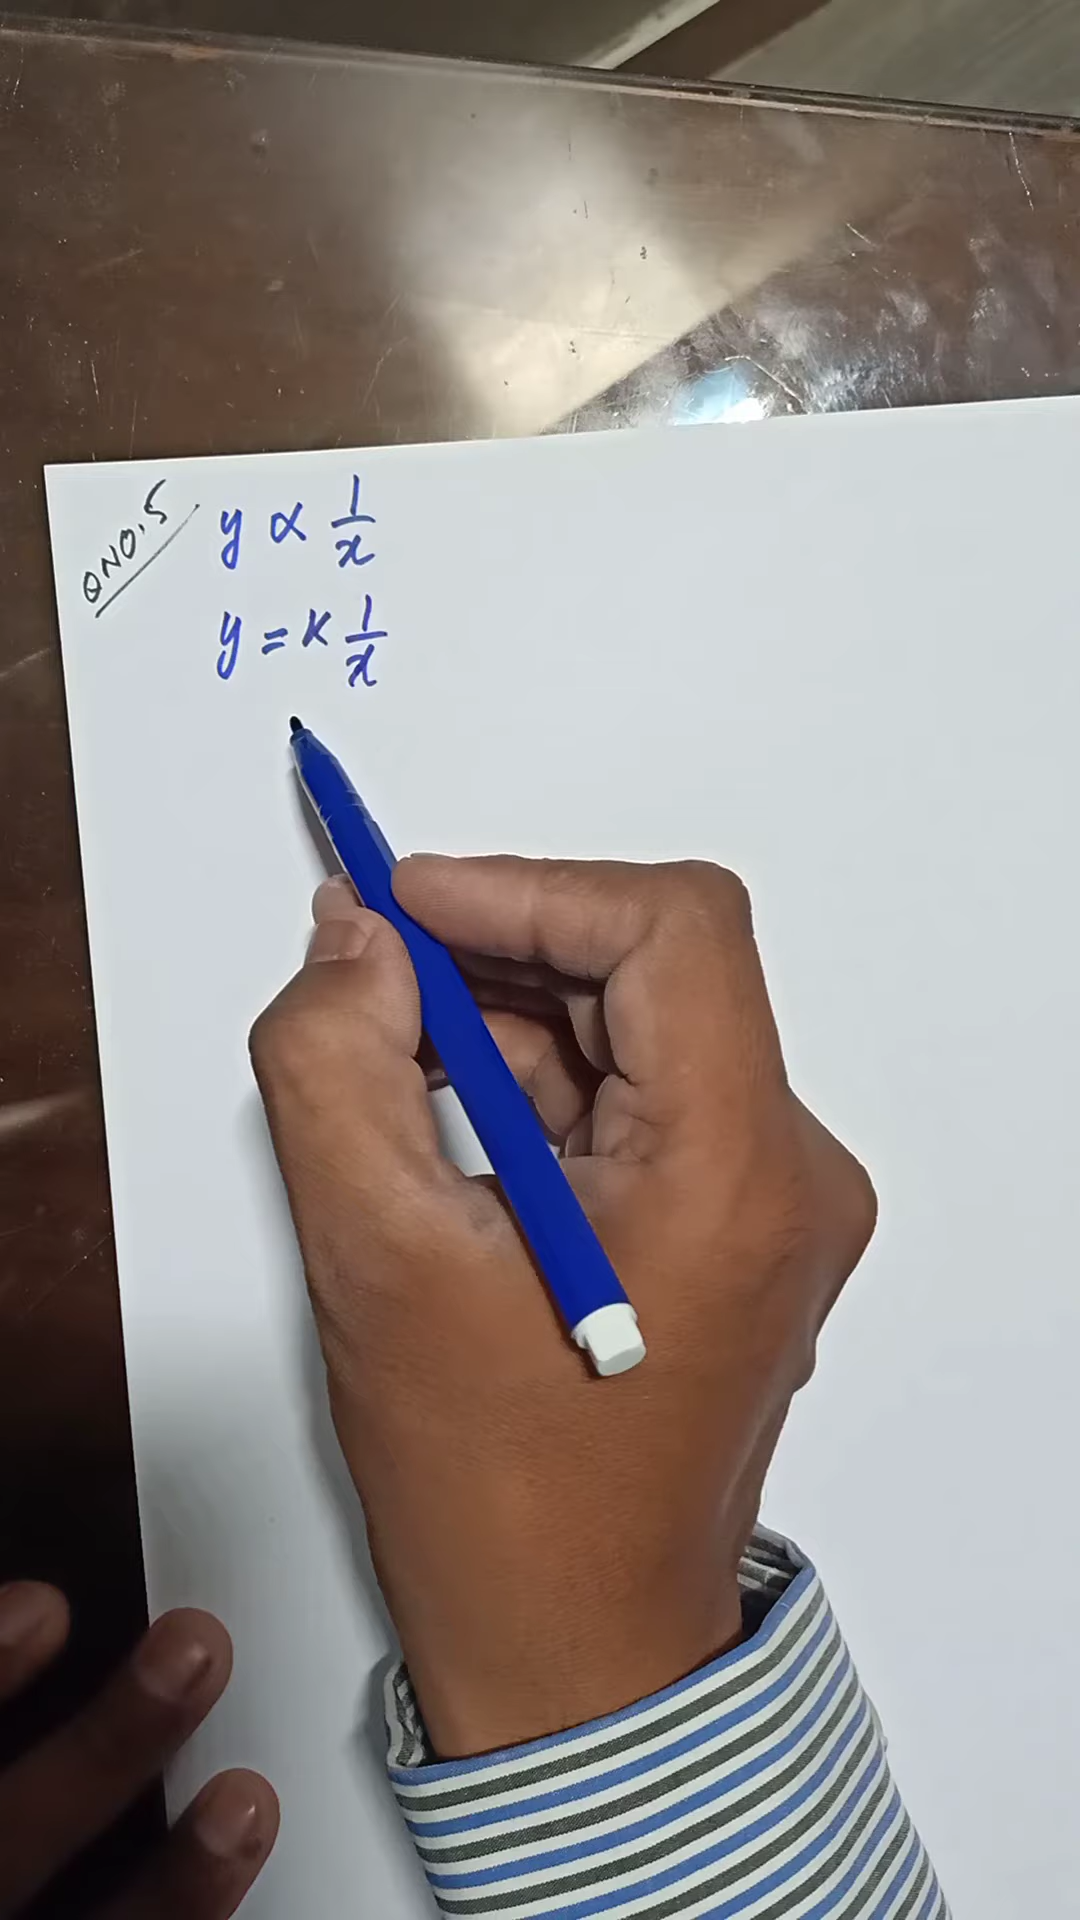 Q NO. 5
y ∝ 1/x
y = K 1/x